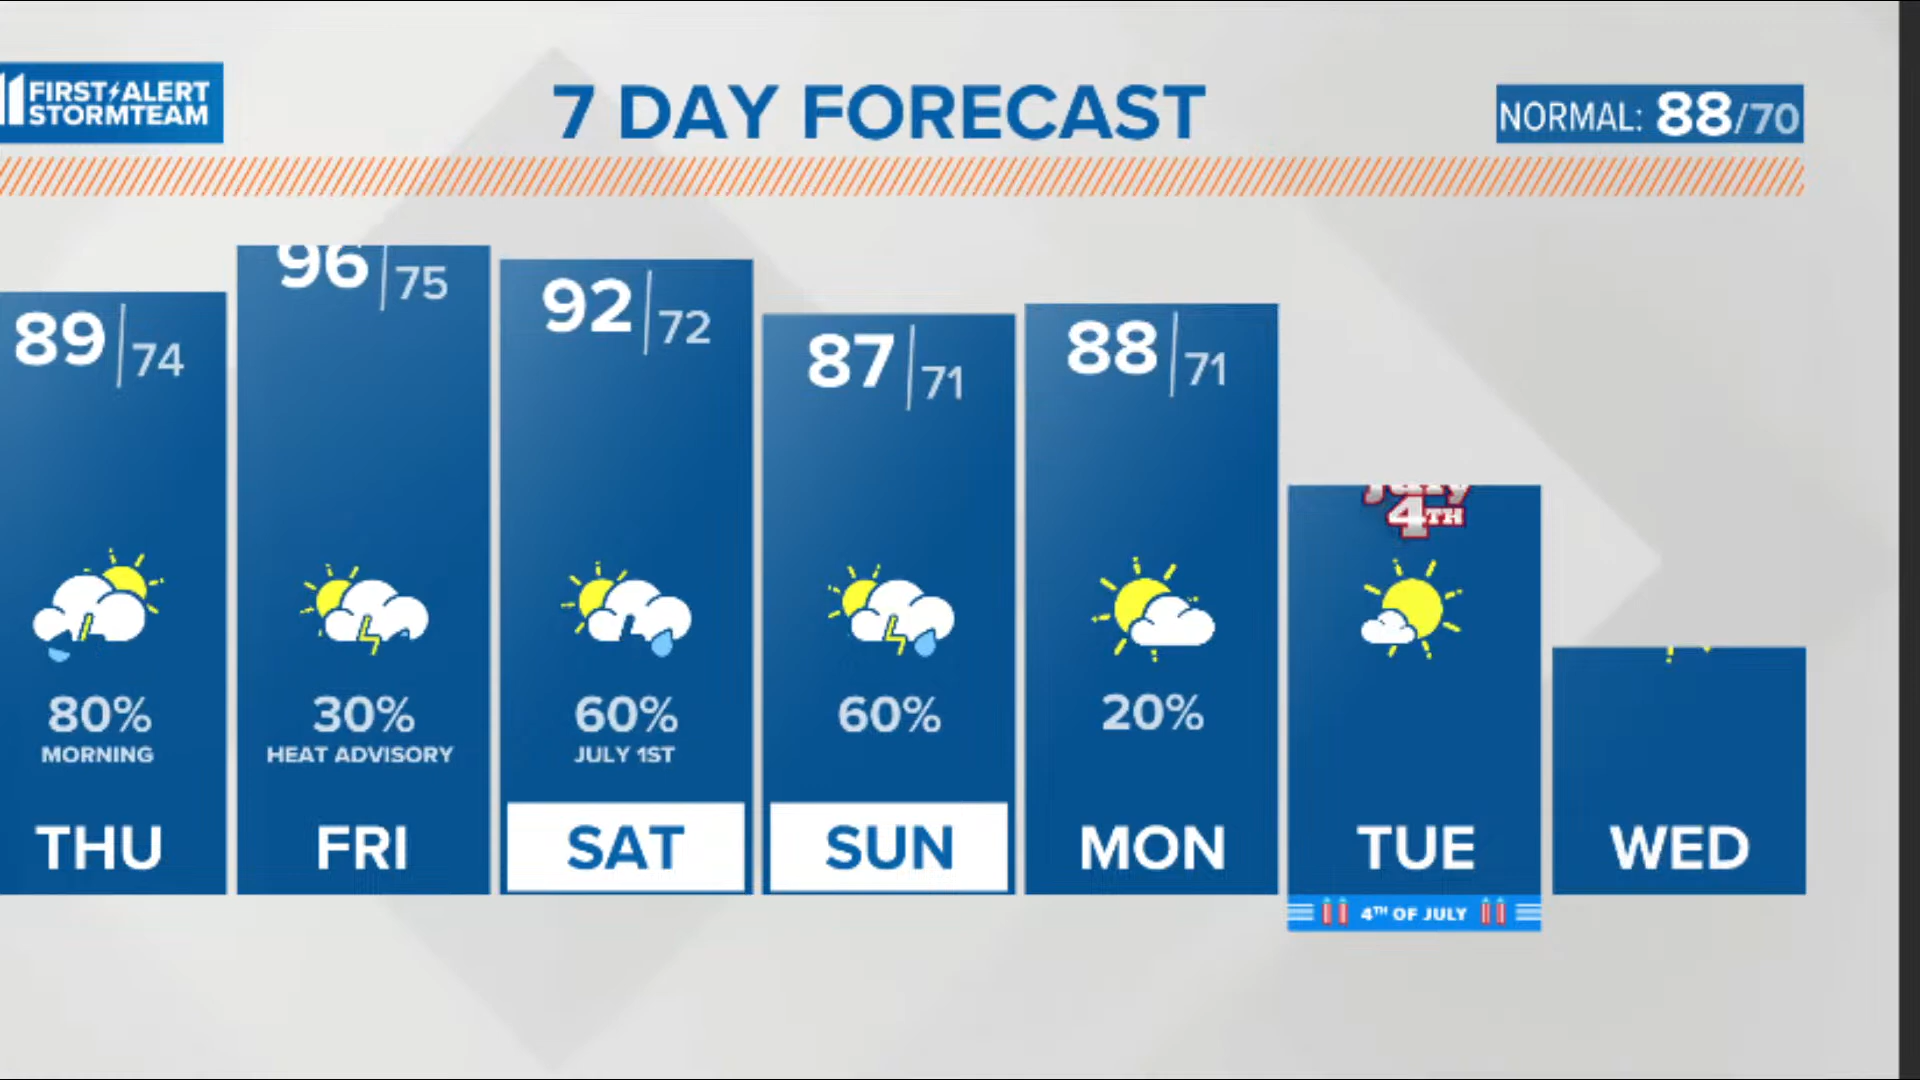 11 FIRST ALERT
STORMTEAM
7 DAY FORECAST
NORMAL: 88/70
89 74
96 75
92 72
87 71
88 71
July
4TH
80%
MORNING
30%
HEAT ADVISORY
60%
JULY 1ST
60%
20%
THU
FRI
SAT
SUN
MON
TUE
WED
4TH OF JULY